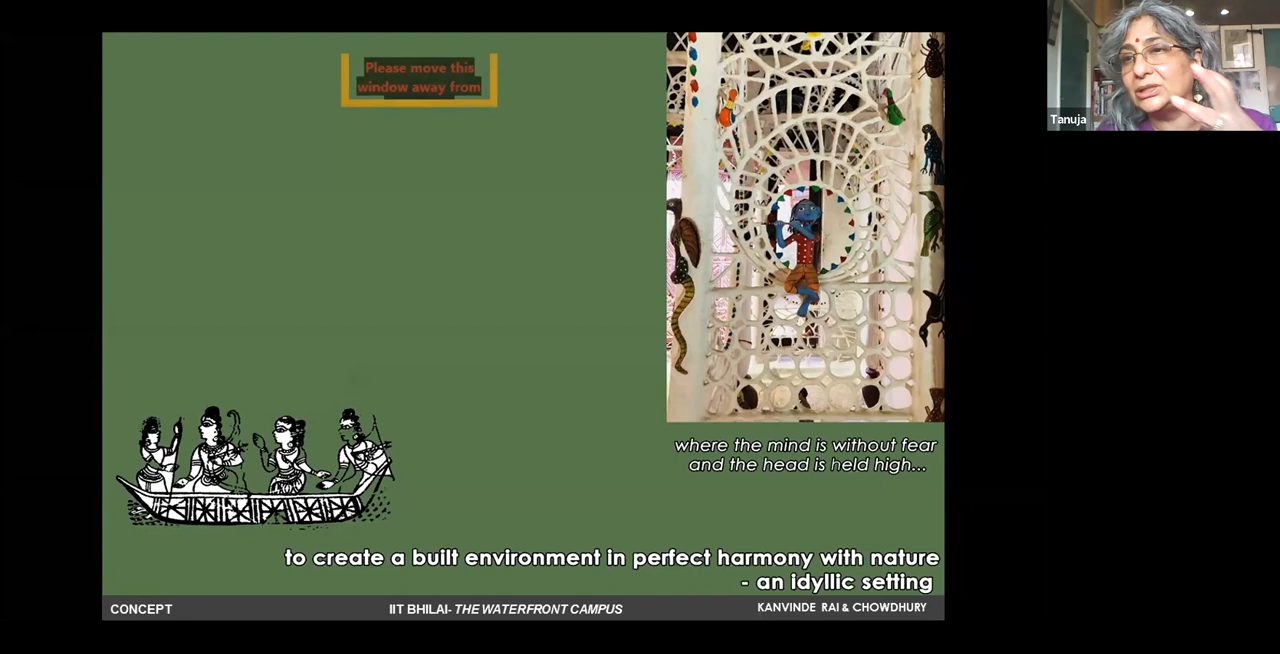 Please move this
window away from
Tanuja
where the mind is without fear
and the head is held high...
to create a built environment in perfect harmony with nature
- an idyllic setting
CONCEPT
IIT BHILAI- THE WATERFRONT CAMPUS
KANVINDE RAI & CHOWDHURY